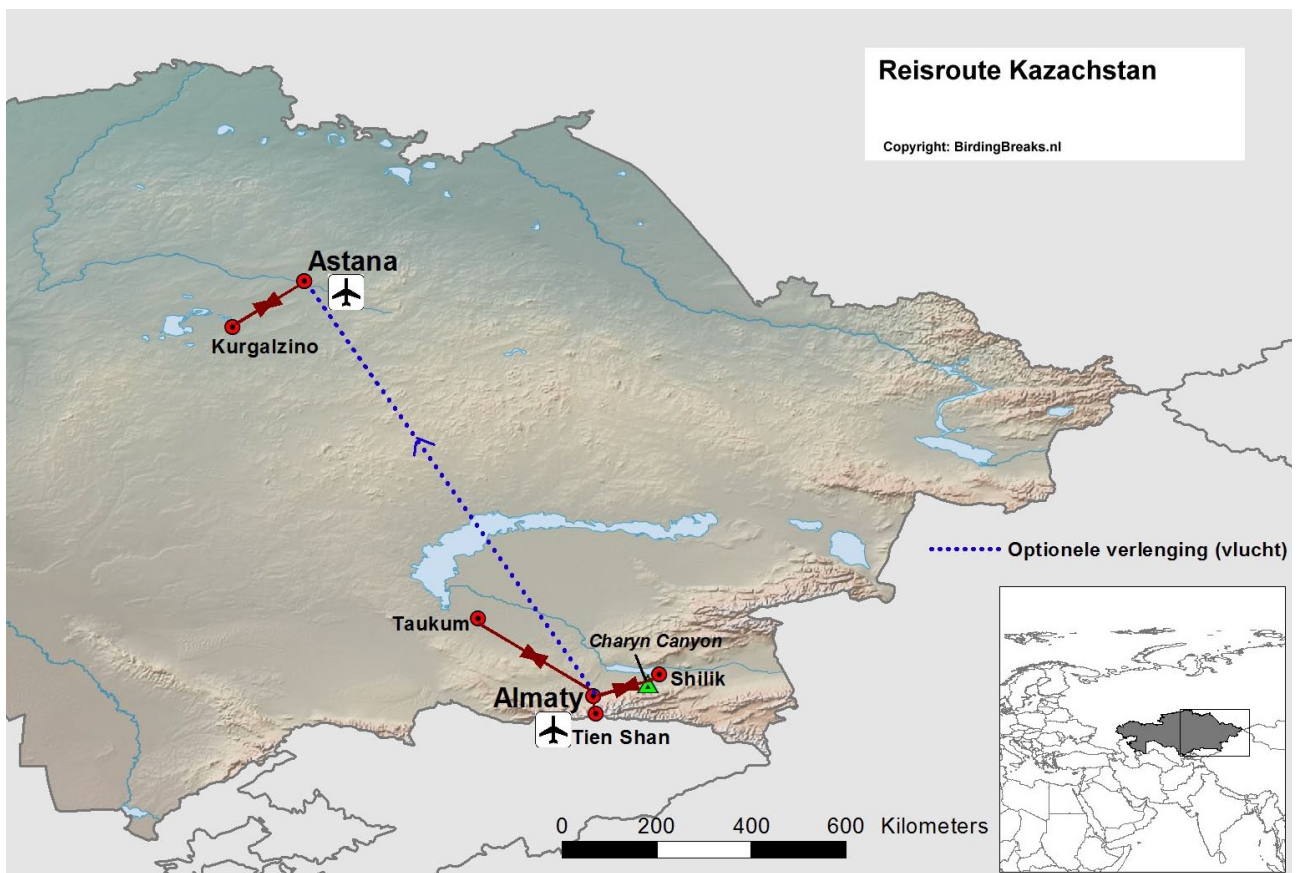 Reisroute Kazachstan
Copyright: BirdingBreaks.nl
Astana
Kurgalzino
Optionele verlenging (vlucht)
Taukum
Charyn Canyon
Shilik
Almaty
Tien Shan
0 200 400 600 Kilometers